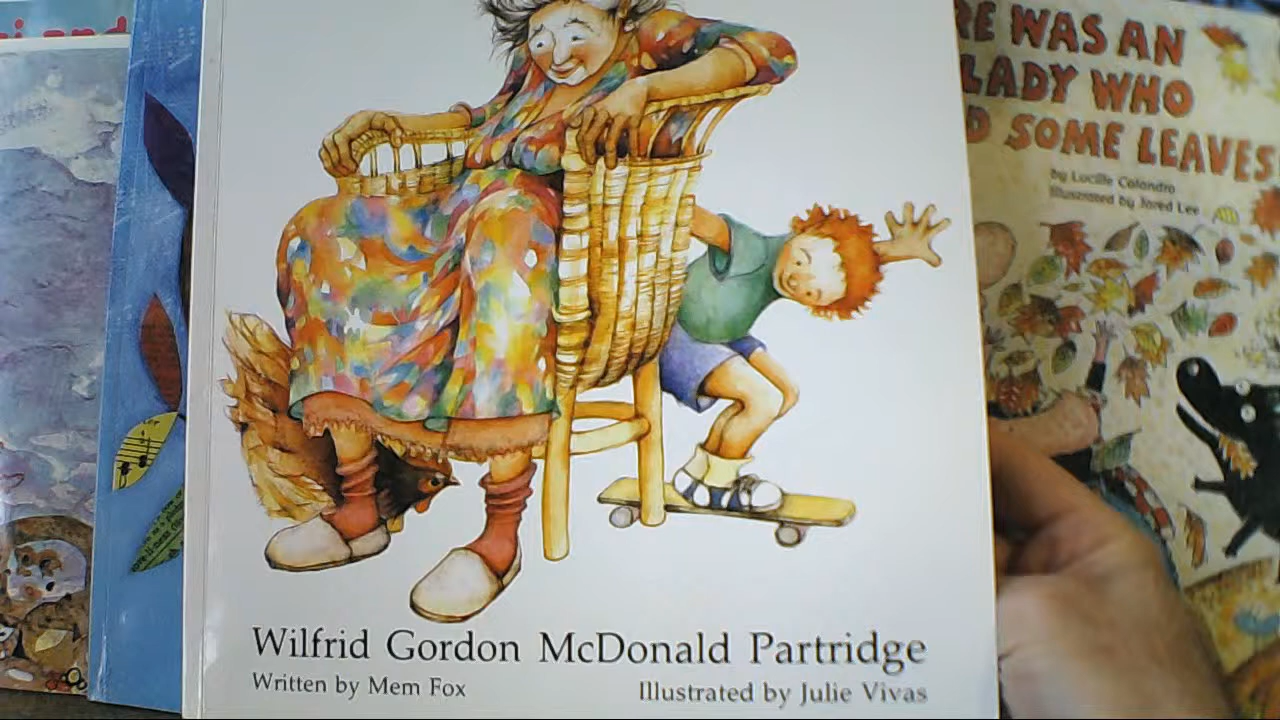 Wilfrid Gordon McDonald Partridge
Written by Mem Fox
Illustrated by Julie Vivas
WAS AN
LADY WHO
SOME LEAVES
by Lucille Colandro
Illustrated by Jared Lee